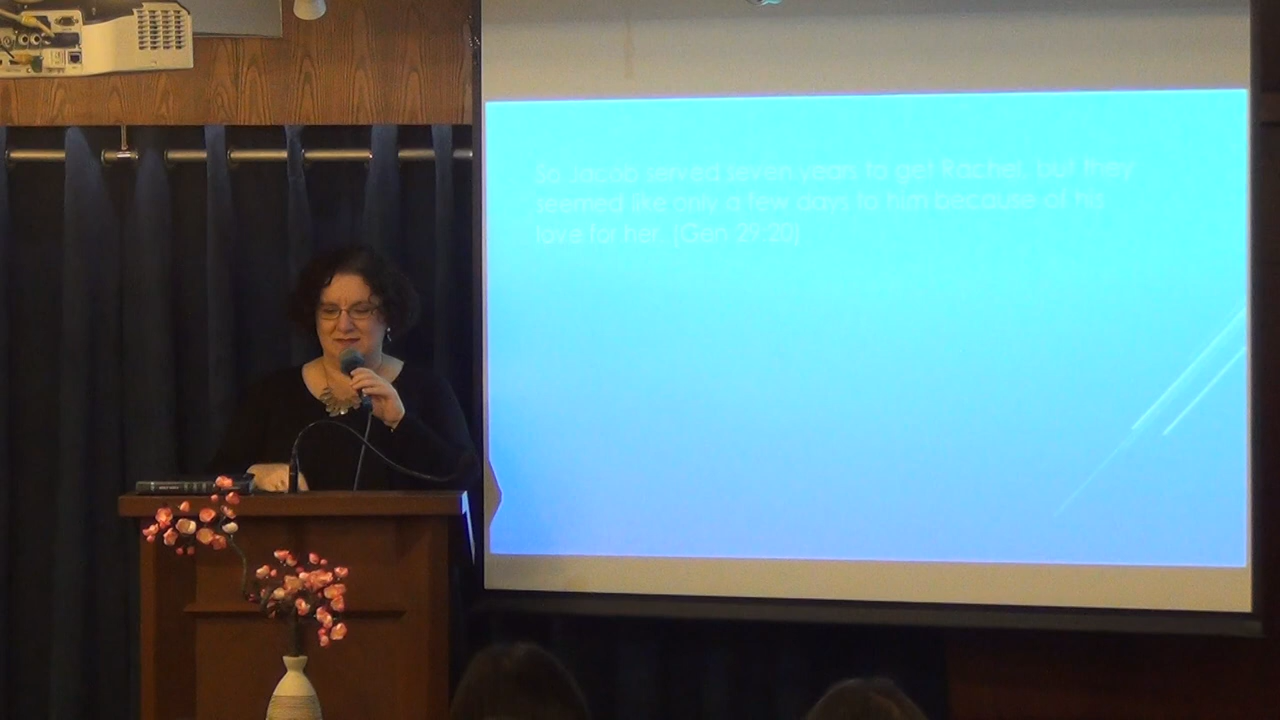 So Jacob served seven years to get Rachel, but they
seemed like only a few days to him because of his
love for her. (Gen 29:20)